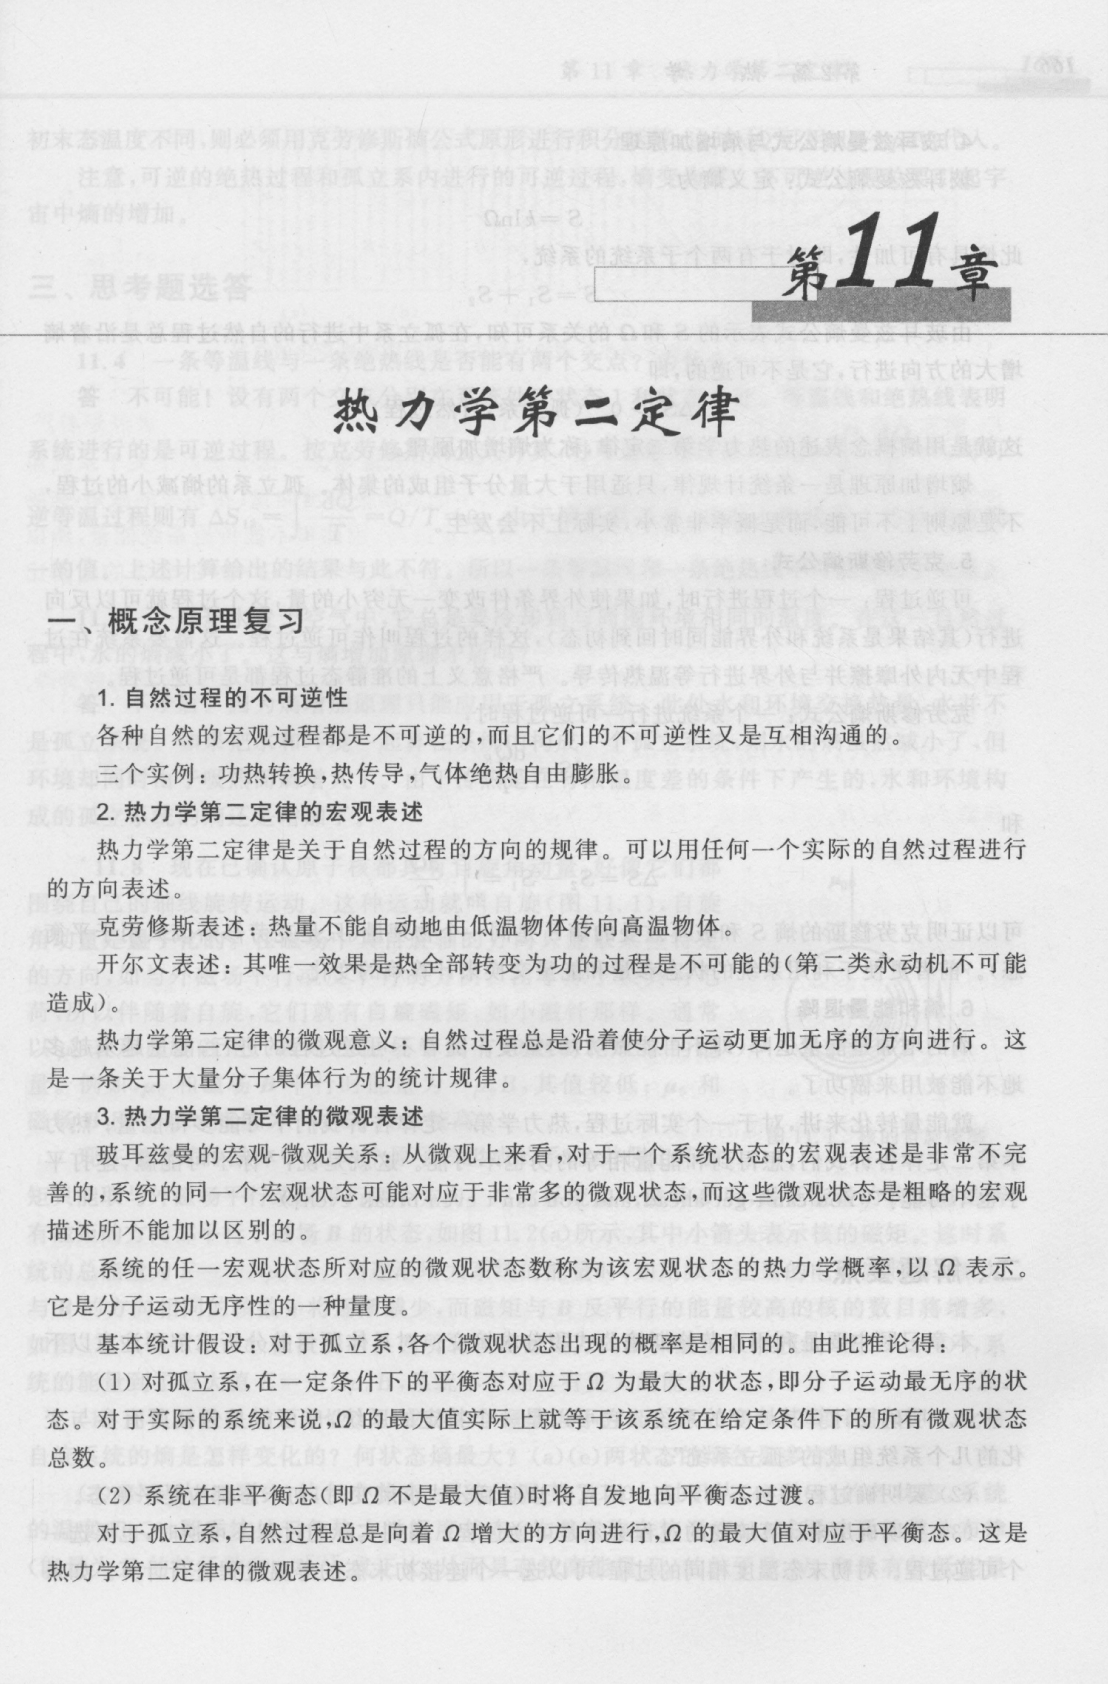 第11章
热力学第二定律
一、概念原理复习
1. 自然过程的不可逆性
各种自然的宏观过程都是不可逆的,而且它们的不可逆性又是互相沟通的。
三个实例：功热转换,热传导,气体绝热自由膨胀。
2. 热力学第二定律的宏观表述
热力学第二定律是关于自然过程的方向的规律。可以用任何一个实际的自然过程进行
的方向表述。
克劳修斯表述：热量不能自动地由低温物体传向高温物体。
开尔文表述：其唯一效果是热全部转变为功的过程是不可能的(第二类永动机不可能
造成)。
热力学第二定律的微观意义：自然过程总是沿着使分子运动更加无序的方向进行。这
是一条关于大量分子集体行为的统计规律。
3. 热力学第二定律的微观表述
玻耳兹曼的宏观-微观关系：从微观上来看,对于一个系统状态的宏观表述是非常不完
善的,系统的同一个宏观状态可能对应于非常多的微观状态,而这些微观状态是粗略的宏观
描述所不能加以区别的。
系统的任一宏观状态所对应的微观状态数称为该宏观状态的热力学概率,以 Ω 表示。
它是分子运动无序性的一种量度。
基本统计假设：对于孤立系,各个微观状态出现的概率是相同的。由此推论得：
(1) 对孤立系,在一定条件下的平衡态对应于 Ω 为最大的状态,即分子运动最无序的状
态。对于实际的系统来说,Ω 的最大值实际上就等于该系统在给定条件下的所有微观状态
总数。
(2) 系统在非平衡态(即 Ω 不是最大值)时将自发地向平衡态过渡。
对于孤立系,自然过程总是向着 Ω 增大的方向进行,Ω 的最大值对应于平衡态。这是
热力学第二定律的微观表述。